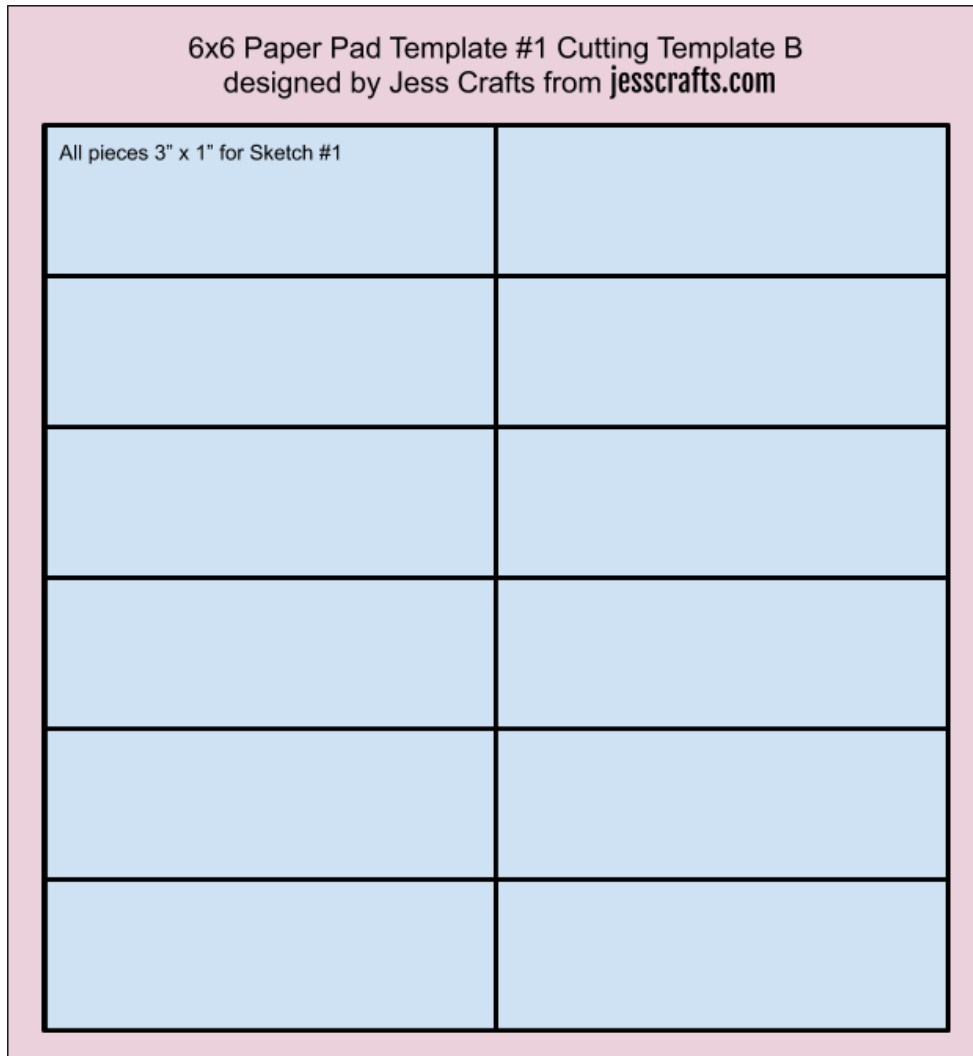 6x6 Paper Pad Template #1 Cutting Template B
designed by Jess Crafts from jesscrafts.com
All pieces 3” x 1” for Sketch #1